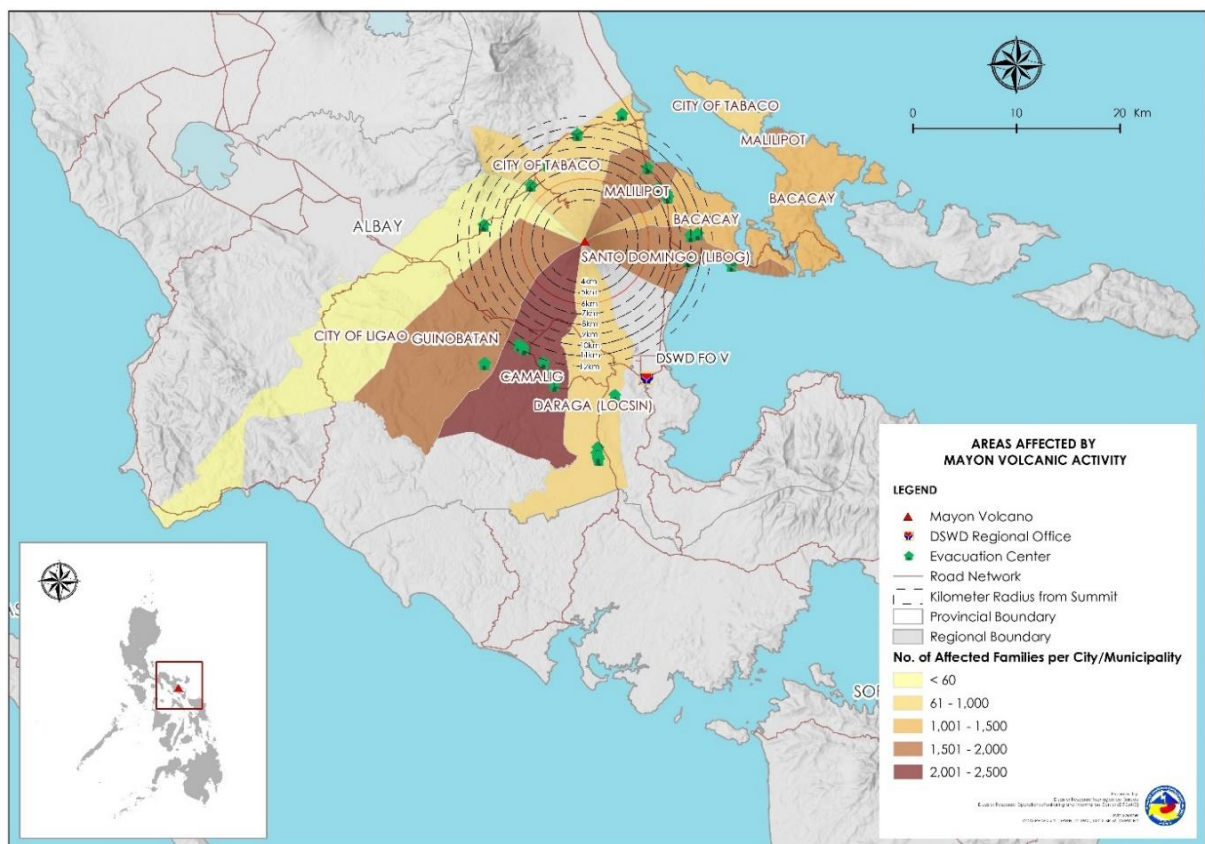 CITY OF TABACO
MALILIPOT
BACACAY
0 10 20 Km
CITY OF TABACO
MALILIPOT
BACACAY
ALBAY
SANTO DOMINGO (LIBOG)
4km
5km
6km
7km
8km
9km
10km
11km
12km
CITY OF LIGAO
GUINOBATAN
CAMALIG
DSWD FO V
DARAGA (LOCSIN)
AREAS AFFECTED BY
MAYON VOLCANIC ACTIVITY
LEGEND
Mayon Volcano
DSWD Regional Office
Evacuation Center
Road Network
Kilometer Radius from Summit
Provincial Boundary
Regional Boundary
No. of Affected Families per City/Municipality
< 60
61 - 1,000
1,001 - 1,500
1,501 - 2,000
2,001 - 2,500